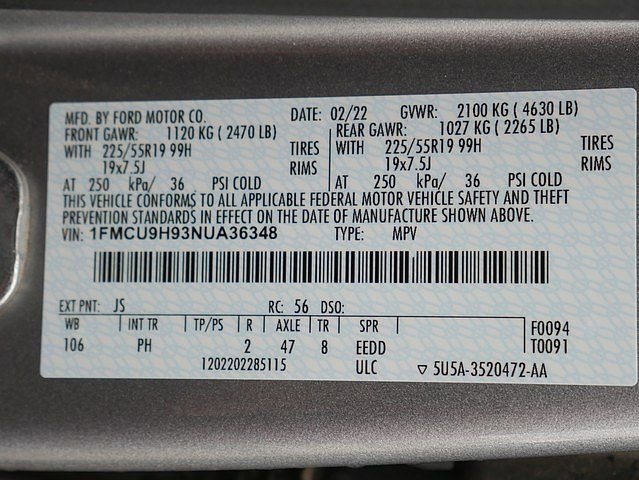 MFD. BY FORD MOTOR CO. DATE: 02/22 GVWR: 2100 KG ( 4630 LB)
FRONT GAWR: 1120 KG ( 2470 LB) REAR GAWR: 1027 KG ( 2265 LB)
WITH 225/55R19 99H TIRES WITH 225/55R19 99H TIRES
19x7.5J RIMS 19x7.5J RIMS
AT 250 kPa/ 36 PSI COLD AT 250 kPa/ 36 PSI COLD
THIS VEHICLE CONFORMS TO ALL APPLICABLE FEDERAL MOTOR VEHICLE SAFETY AND THEFT
PREVENTION STANDARDS IN EFFECT ON THE DATE OF MANUFACTURE SHOWN ABOVE.
VIN: 1FMCU9H93NUA36348 TYPE: MPV
EXT PNT: JS RC: 56 DSO:
WB INT TR TP/PS R AXLE TR SPR F0094
106 PH 2 47 8 EEDD T0091
1202202285115 ULC ▽ 5U5A-3520472-AA